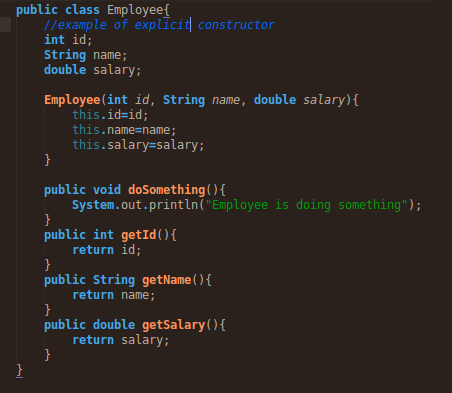 public class Employee{
    //example of explicit constructor
    int id;
    String name;
    double salary;

    Employee(int id, String name, double salary){
        this.id=id;
        this.name=name;
        this.salary=salary;
    }

    public void doSomething(){
        System.out.println("Employee is doing something");
    }
    public int getId(){
        return id;
    }
    public String getName(){
        return name;
    }
    public double getSalary(){
        return salary;
    }
}